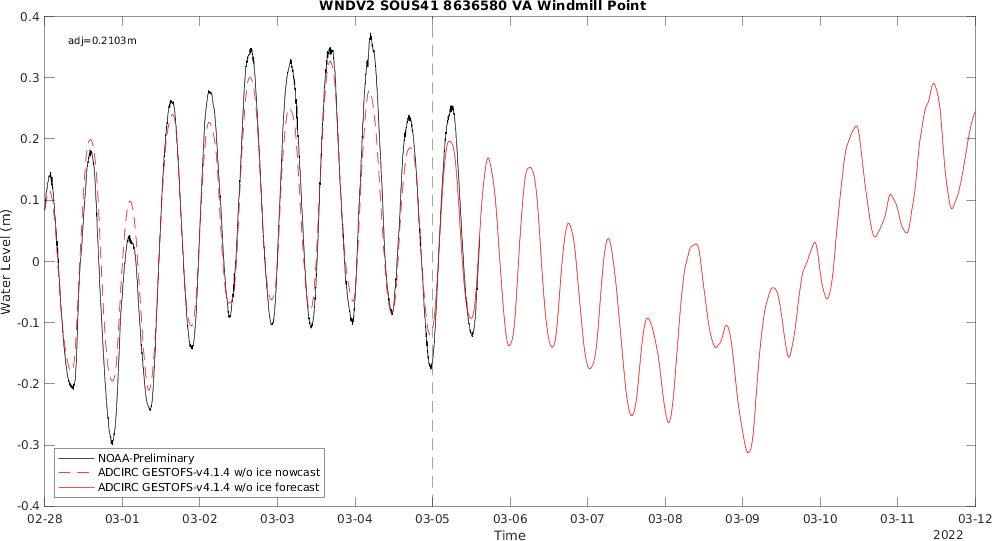 WNDV2 SOUS41 8636580 VA Windmill Point
adj=0.2103m
Water Level (m)
0.4
0.3
0.2
0.1
0
-0.1
-0.2
-0.3
-0.4
NOAA-Preliminary
ADCIRC GESTOFS-v4.1.4 w/o ice nowcast
ADCIRC GESTOFS-v4.1.4 w/o ice forecast
02-28 03-01 03-02 03-03 03-04 03-05 03-06 03-07 03-08 03-09 03-10 03-11 03-12
Time
2022